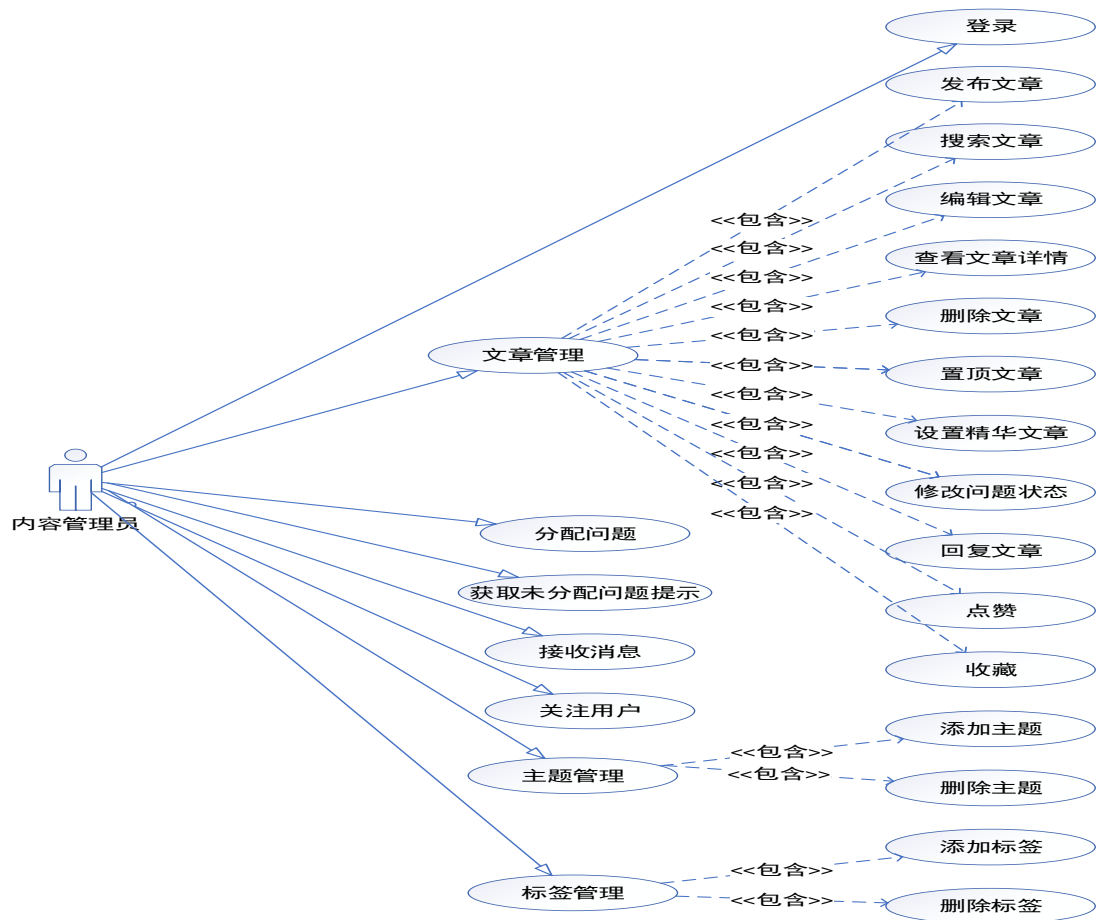 登录
发布文章
搜索文章
编辑文章
<<包含>>
<<包含>>
查看文章详情
<<包含>>
<<包含>>
删除文章
<<包含>>
文章管理
<<包含>>
置顶文章
<<包含>>
<<包含>>
设置精华文章
<<包含>>
<<包含>>
修改问题状态
<<包含>>
内容管理员
分配问题
回复文章
获取未分配问题提示
点赞
接收消息
收藏
关注用户
添加主题
<<包含>>
主题管理
<<包含>>
删除主题
添加标签
<<包含>>
标签管理
<<包含>>
删除标签